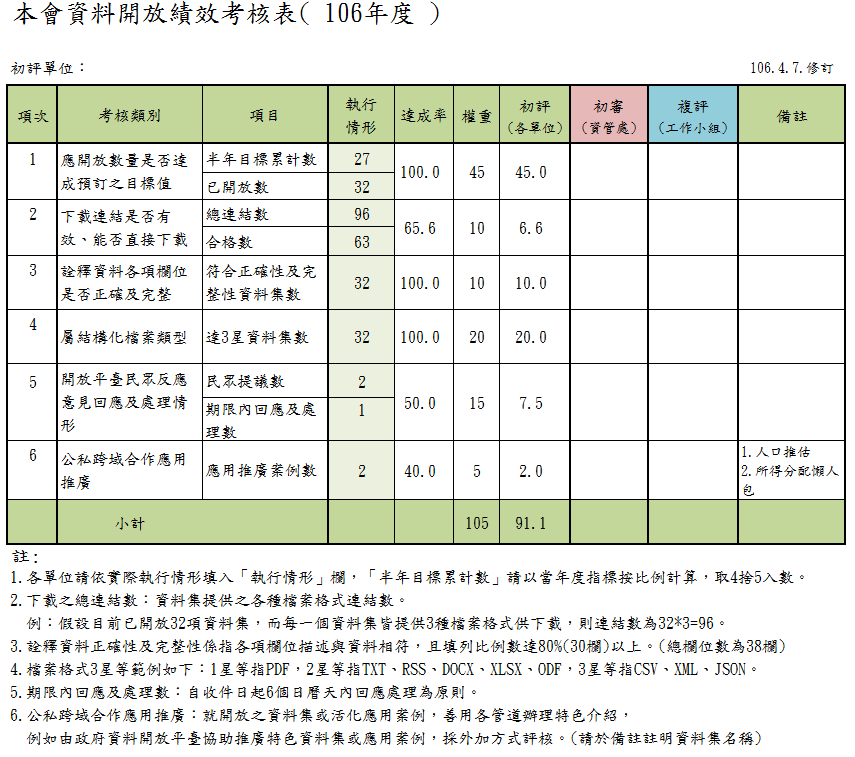 本會資料開放績效考核表( 106年度 )
初評單位：
106.4.7.修訂
項次 考核類別 項目 執行情形 達成率 權重 初評(各單位) 初審(資管處) 複評(工作小組) 備註
1 應開放數量是否達成預訂之目標值 半年目標累計數 27 100.0 45 45.0
已開放數 32
2 下載連結是否有效、能否直接下載 總連結數 96 65.6 10 6.6
合格數 63
3 詮釋資料各項欄位是否正確及完整 符合正確性及完整性資料集數 32 100.0 10 10.0
4 屬結構化檔案類型 達3星資料集數 32 100.0 20 20.0
5 開放平臺民眾反應意見回應及處理情形 民眾提議數 2 50.0 15 7.5
期限內回應及處理數 1
6 公私跨域合作應用推廣 應用推廣案例數 2 40.0 5 2.0 1.人口推估
2.所得分配懶人包
小計 105 91.1
註：
1.各單位請依實際執行情形填入「執行情形」欄，「半年目標累計數」請以當年度指標按比例計算，取4捨5入數。
2.下載之總連結數：資料集提供之各種檔案格式連結數。
例：假設目前已開放32項資料集，而每一個資料集皆提供3種檔案格式供下載，則連結數為32*3=96。
3.詮釋資料正確性及完整性係指各項欄位描述與資料相符，且填列比例數達80%(30欄)以上。(總欄位數為38欄)
4.檔案格式3星等範例如下：1星等指PDF，2星等指TXT、RSS、DOCX、XLSX、ODF，3星等指CSV、XML、JSON。
5.期限內回應及處理數：自收件日起6個日曆天內回應處理為原則。
6.公私跨域合作應用推廣：就開放之資料集或活化應用案例，善用各管道辦理特色介紹，
例如由政府資料開放平臺協助推廣特色資料集或應用案例，採外加方式評核。(請於備註註明資料集名稱)